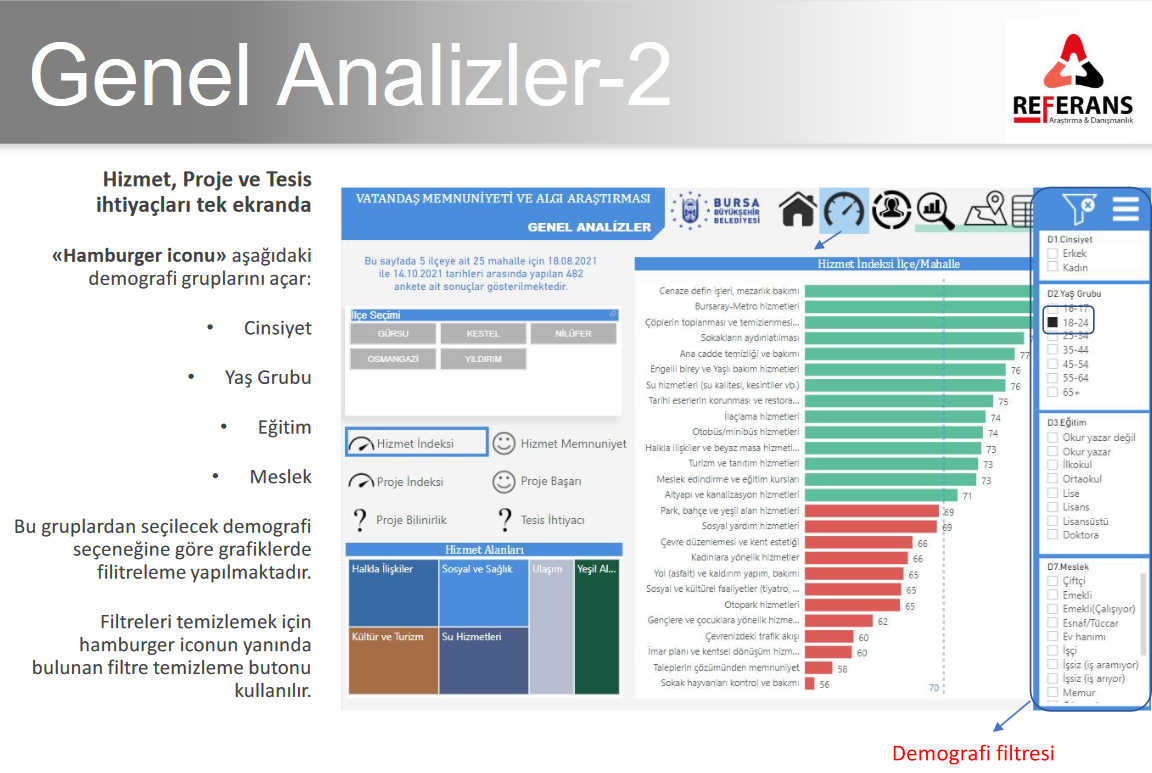 Genel Analizler-2
REFERANS
Araştırma & Danışmanlık
Hizmet, Proje ve Tesis
ihtiyaçları tek ekranda
«Hamburger iconu» aşağıdaki
demografi gruplarını açar:
• Cinsiyet
• Yaş Grubu
• Eğitim
• Meslek
Bu gruplardan seçilecek demografi
seçeneğine göre grafiklerde
filitreleme yapılmaktadır.
Filtreleri temizlemek için
hamburger iconun yanında
bulunan filtre temizleme butonu
kullanılır.
VATANDAŞ MEMNUNİYETİ VE ALGI ARAŞTIRMASI
GENEL ANALİZLER
BURSA
BÜYÜKŞEHİR
BELEDİYESİ
Bu sayfada 5 ilçeye ait 25 mahalle için 18.08.2021
ile 14.10.2021 tarihleri arasında yapılan 482
ankete ait sonuçlar gösterilmektedir.
İlçe Seçimi
GÜRSU KESTEL NİLÜFER
OSMANGAZİ YILDIRIM
Hizmet İndeksi Hizmet Memnuniyet
Proje İndeksi Proje Başarı
? Proje Bilinirlik ? Tesis İhtiyacı
Hizmet Alanları
Halkla İlişkiler Sosyal ve Sağlık Ulaşım Yeşil Al...
Kültür ve Turizm Su Hizmetleri
Hizmet İndeksi İlçe/Mahalle
Cenaze defin işleri, mezarlık bakımı
Bursaray-Metro hizmetleri
Çöplerin toplanması ve temizlenmesi...
Sokakların aydınlatılması
Ana cadde temizliği ve bakımı 77
Engelli birey ve Yaşlı bakım hizmetleri 76
Su hizmetleri (su kalitesi, kesintiler vb.) 76
Tarihi eserlerin korunması ve restora... 75
İlaçlama hizmetleri 74
Otobüs/minibüs hizmetleri 74
Halkla ilişkiler ve beyaz masa hizmetl... 73
Turizm ve tanıtım hizmetleri 73
Meslek edindirme ve eğitim kursları 73
Altyapı ve kanalizasyon hizmetleri 71
Park, bahçe ve yeşil alan hizmetleri 69
Sosyal yardım hizmetleri 69
Çevre düzenlemesi ve kent estetiği 66
Kadınlara yönelik hizmetler 66
Yol (asfalt) ve kaldırım yapım, bakımı 65
Sosyal ve kültürel faaliyetler (tiyatro, ... 65
Otopark hizmetleri 65
Gençlere ve çocuklara yönelik hizme... 62
Çevrenizdeki trafik akışı 60
İmar planı ve kentsel dönüşüm hizm... 60
Taleplerin çözümünden memnuniyet 58
Sokak hayvanları kontrol ve bakımı 56
70
D1.Cinsiyet
Erkek
Kadın
D2.Yaş Grubu
16-17
18-24
25-34
35-44
45-54
55-64
65+
D3.Eğitim
Okur yazar değil
Okur yazar
İlkokul
Ortaokul
Lise
Lisans
Lisansüstü
Doktora
D7.Meslek
Çiftçi
Emekli
Emekli(Çalışıyor)
Esnaf/Tüccar
Ev hanımı
İşçi
İşsiz (iş aramıyor)
İşsiz (iş arıyor)
Memur
Demografi filtresi